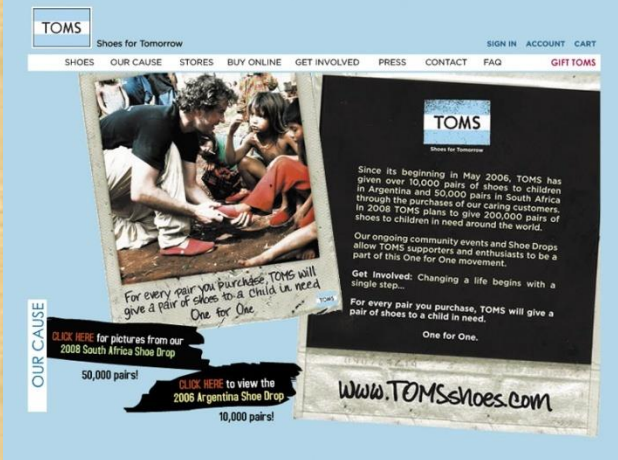 TOMS
Shoes for Tomorrow
SIGN IN ACCOUNT CART
SHOES OUR CAUSE STORES BUY ONLINE GET INVOLVED PRESS CONTACT FAQ GIFT TOMS
For every pair you purchase, TOMS will
give a pair of shoes to a child in need
One for One
TOMS
TOMS
Shoes for Tomorrow
Since its beginning in May 2006, TOMS has
given over 10,000 pairs of shoes to children
in Argentina and 50,000 pairs in South Africa
through the purchases of our caring customers.
In 2008 TOMS plans to give 200,000 pairs of
shoes to children in need around the world.
Our ongoing community events and Shoe Drops
allow TOMS supporters and enthusiasts to be a
part of this One for One movement.
Get Involved: Changing a life begins with a
single step...
For every pair you purchase, TOMS will give a
pair of shoes to a child in need.
One for One.
www.TOMSshoes.com
OUR CAUSE
CLICK HERE for pictures from our
2008 South Africa Shoe Drop
50,000 pairs!
CLICK HERE to view the
2006 Argentina Shoe Drop
10,000 pairs!